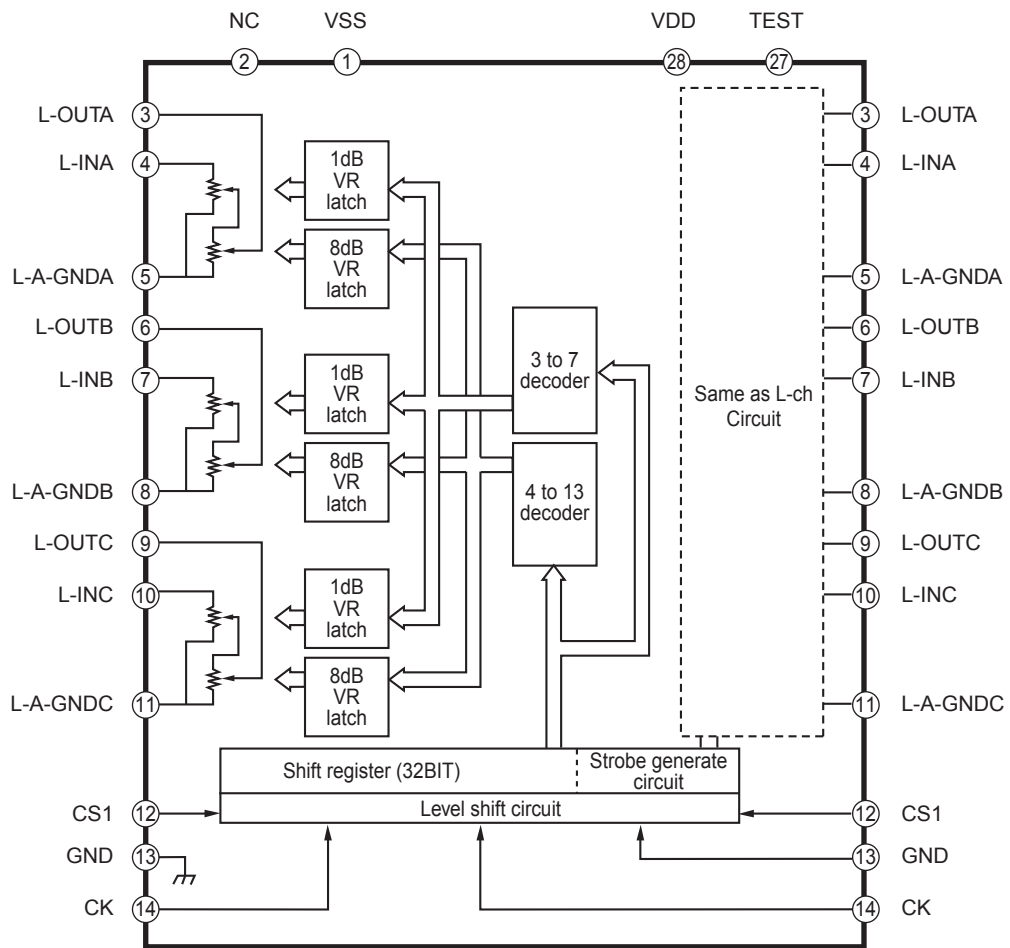 NC
VSS
VDD
TEST
2
1
28
27
L-OUTA
3
L-INA
4
L-A-GNDA
5
L-OUTB
6
L-INB
7
L-A-GNDB
8
L-OUTC
9
L-INC
10
L-A-GNDC
11
CS1
12
GND
13
CK
14
1dB
VR
latch
8dB
VR
latch
1dB
VR
latch
8dB
VR
latch
1dB
VR
latch
8dB
VR
latch
3 to 7
decoder
4 to 13
decoder
Same as L-ch
Circuit
Shift register (32BIT)
Strobe generate
circuit
Level shift circuit
3
L-OUTA
4
L-INA
5
L-A-GNDA
6
L-OUTB
7
L-INB
8
L-A-GNDB
9
L-OUTC
10
L-INC
11
L-A-GNDC
12
CS1
13
GND
14
CK